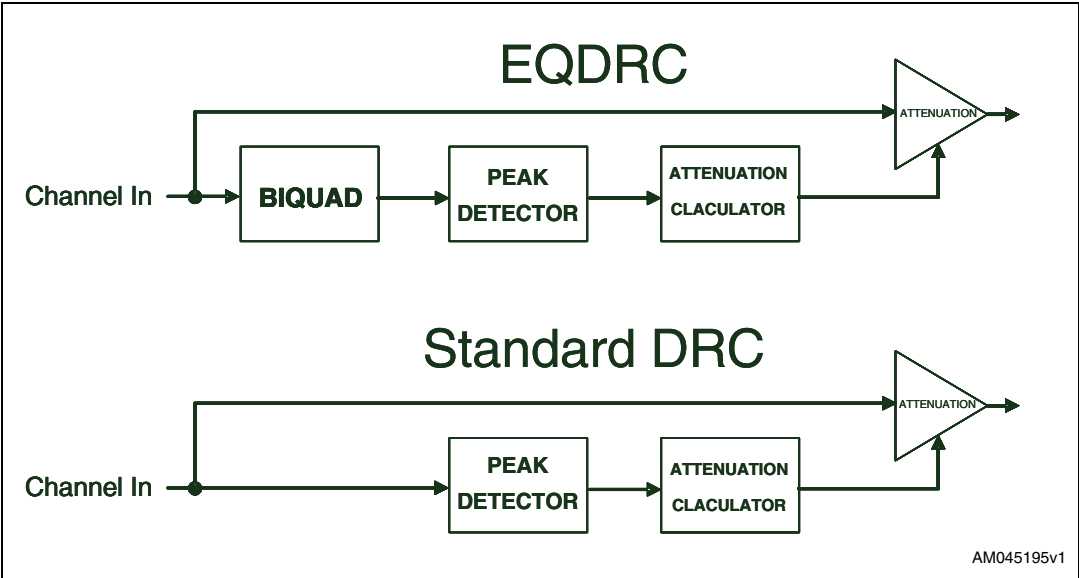 EQDRC
ATTENUATION
Channel In
BIQUAD
PEAK
DETECTOR
ATTENUATION
CLACULATOR
Standard DRC
ATTENUATION
Channel In
PEAK
DETECTOR
ATTENUATION
CLACULATOR
AM045195v1